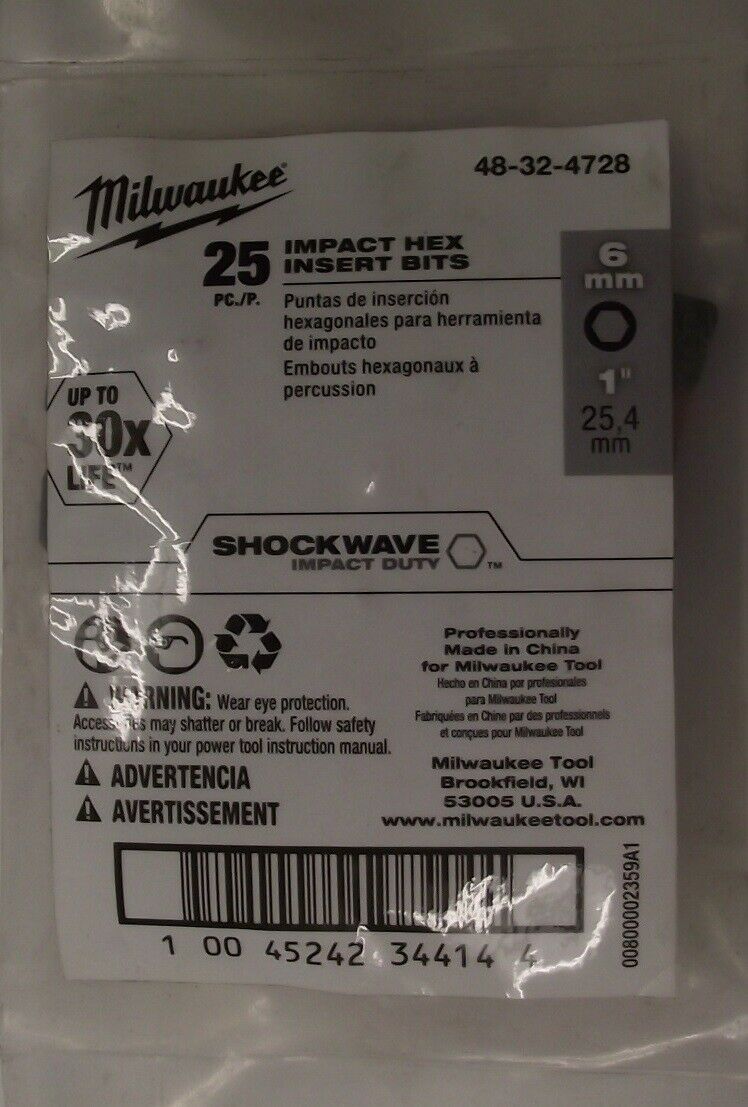 Milwaukee®
48-32-4728
25 PC./P.
IMPACT HEX
INSERT BITS
Puntas de inserción
hexagonales para herramienta
de impacto
Embouts hexagonaux à
percussion
6
mm
1"
25,4
mm
UP TO
30x
LIFE™
SHOCKWAVE
IMPACT DUTY ™
WARNING: Wear eye protection.
Accessories may shatter or break. Follow safety
instructions in your power tool instruction manual.
ADVERTENCIA
AVERTISSEMENT
Professionally
Made in China
for Milwaukee Tool
Hecho en China por profesionales
para Milwaukee Tool
Fabriquées en Chine par des professionnels
et conçues pour Milwaukee Tool
Milwaukee Tool
Brookfield, WI
53005 U.S.A.
www.milwaukeetool.com
1 00 45242 34414 4
00800002359A1